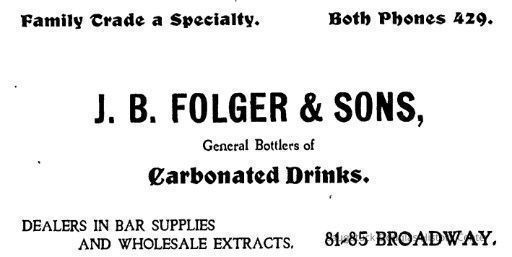 Family Trade a Specialty. Both Phones 429.
J. B. FOLGER & SONS,
General Bottlers of
Carbonated Drinks.
DEALERS IN BAR SUPPLIES
AND WHOLESALE EXTRACTS.
81-85 BROADWAY.